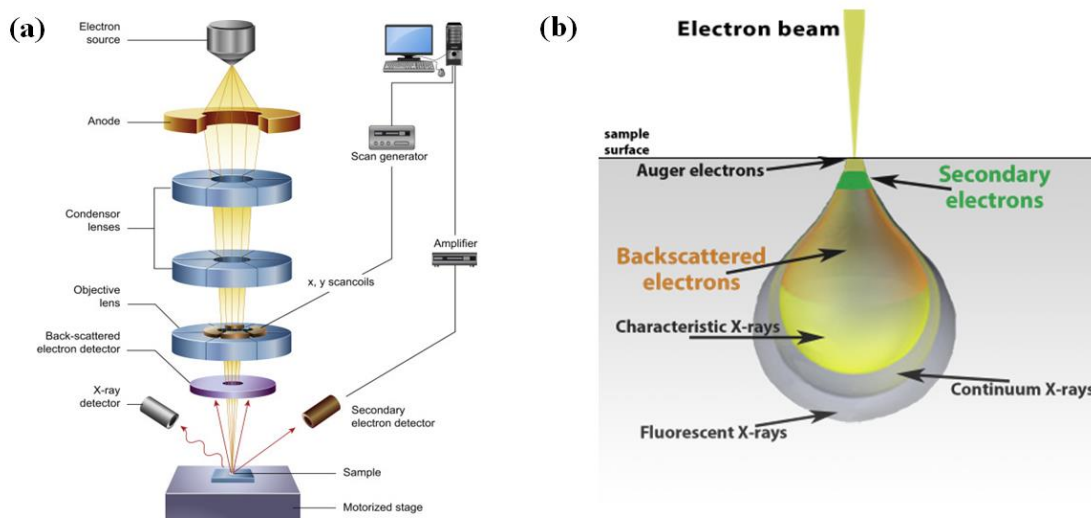 (a)
Electron
source
Anode
Scan generator
Condensor
lenses
Amplifier
x, y scancoils
Objective
lens
Back-scattered
electron detector
X-ray
detector
Secondary
electron detector
Sample
Motorized stage
(b)
Electron beam
sample
surface
Auger electrons
Secondary
electrons
Backscattered
electrons
Characteristic X-rays
Continuum X-rays
Fluorescent X-rays